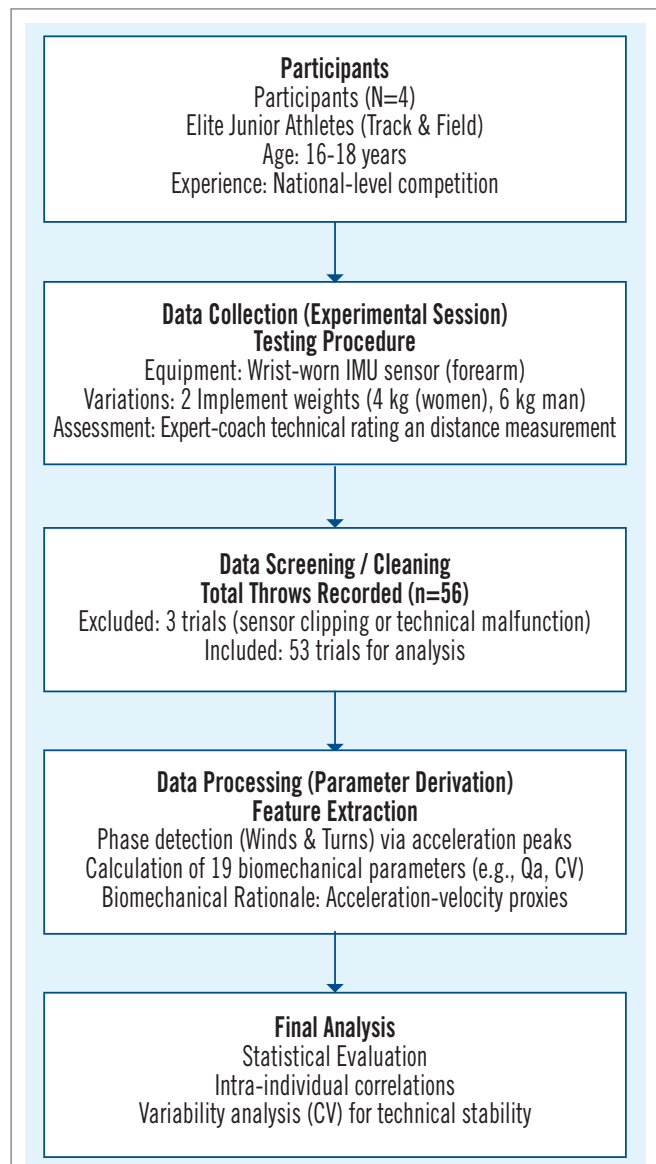 Participants
Participants (N=4)
Elite Junior Athletes (Track & Field)
Age: 16-18 years
Experience: National-level competition
Data Collection (Experimental Session)
Testing Procedure
Equipment: Wrist-worn IMU sensor (forearm)
Variations: 2 Implement weights (4 kg (women), 6 kg man)
Assessment: Expert-coach technical rating an distance measurement
Data Screening / Cleaning
Total Throws Recorded (n=56)
Excluded: 3 trials (sensor clipping or technical malfunction)
Included: 53 trials for analysis
Data Processing (Parameter Derivation)
Feature Extraction
Phase detection (Winds & Turns) via acceleration peaks
Calculation of 19 biomechanical parameters (e.g., Qa, CV)
Biomechanical Rationale: Acceleration-velocity proxies
Final Analysis
Statistical Evaluation
Intra-individual correlations
Variability analysis (CV) for technical stability